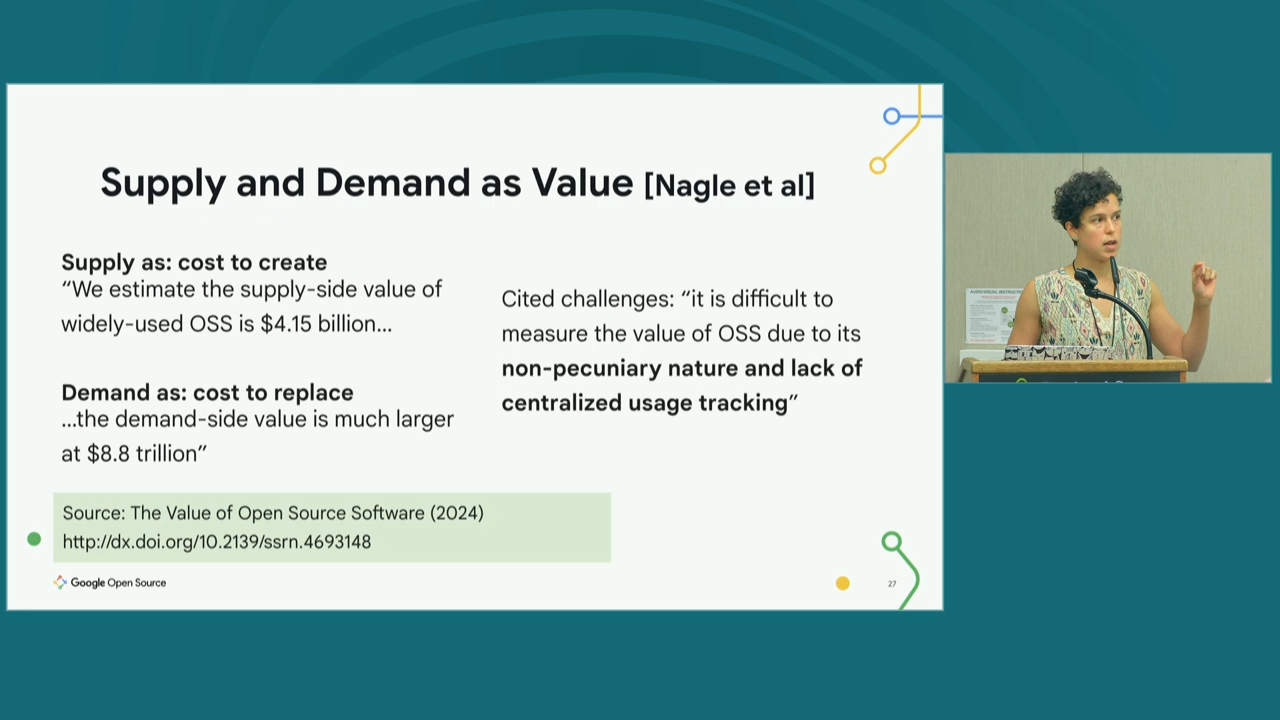 Supply and Demand as Value [Nagle et al]
Supply as: cost to create
“We estimate the supply-side value of
widely-used OSS is $4.15 billion...
Demand as: cost to replace
...the demand-side value is much larger
at $8.8 trillion”
Cited challenges: “it is difficult to
measure the value of OSS due to its
non-pecuniary nature and lack of
centralized usage tracking”
Source: The Value of Open Source Software (2024)
http://dx.doi.org/10.2139/ssrn.4693148
Google Open Source
27